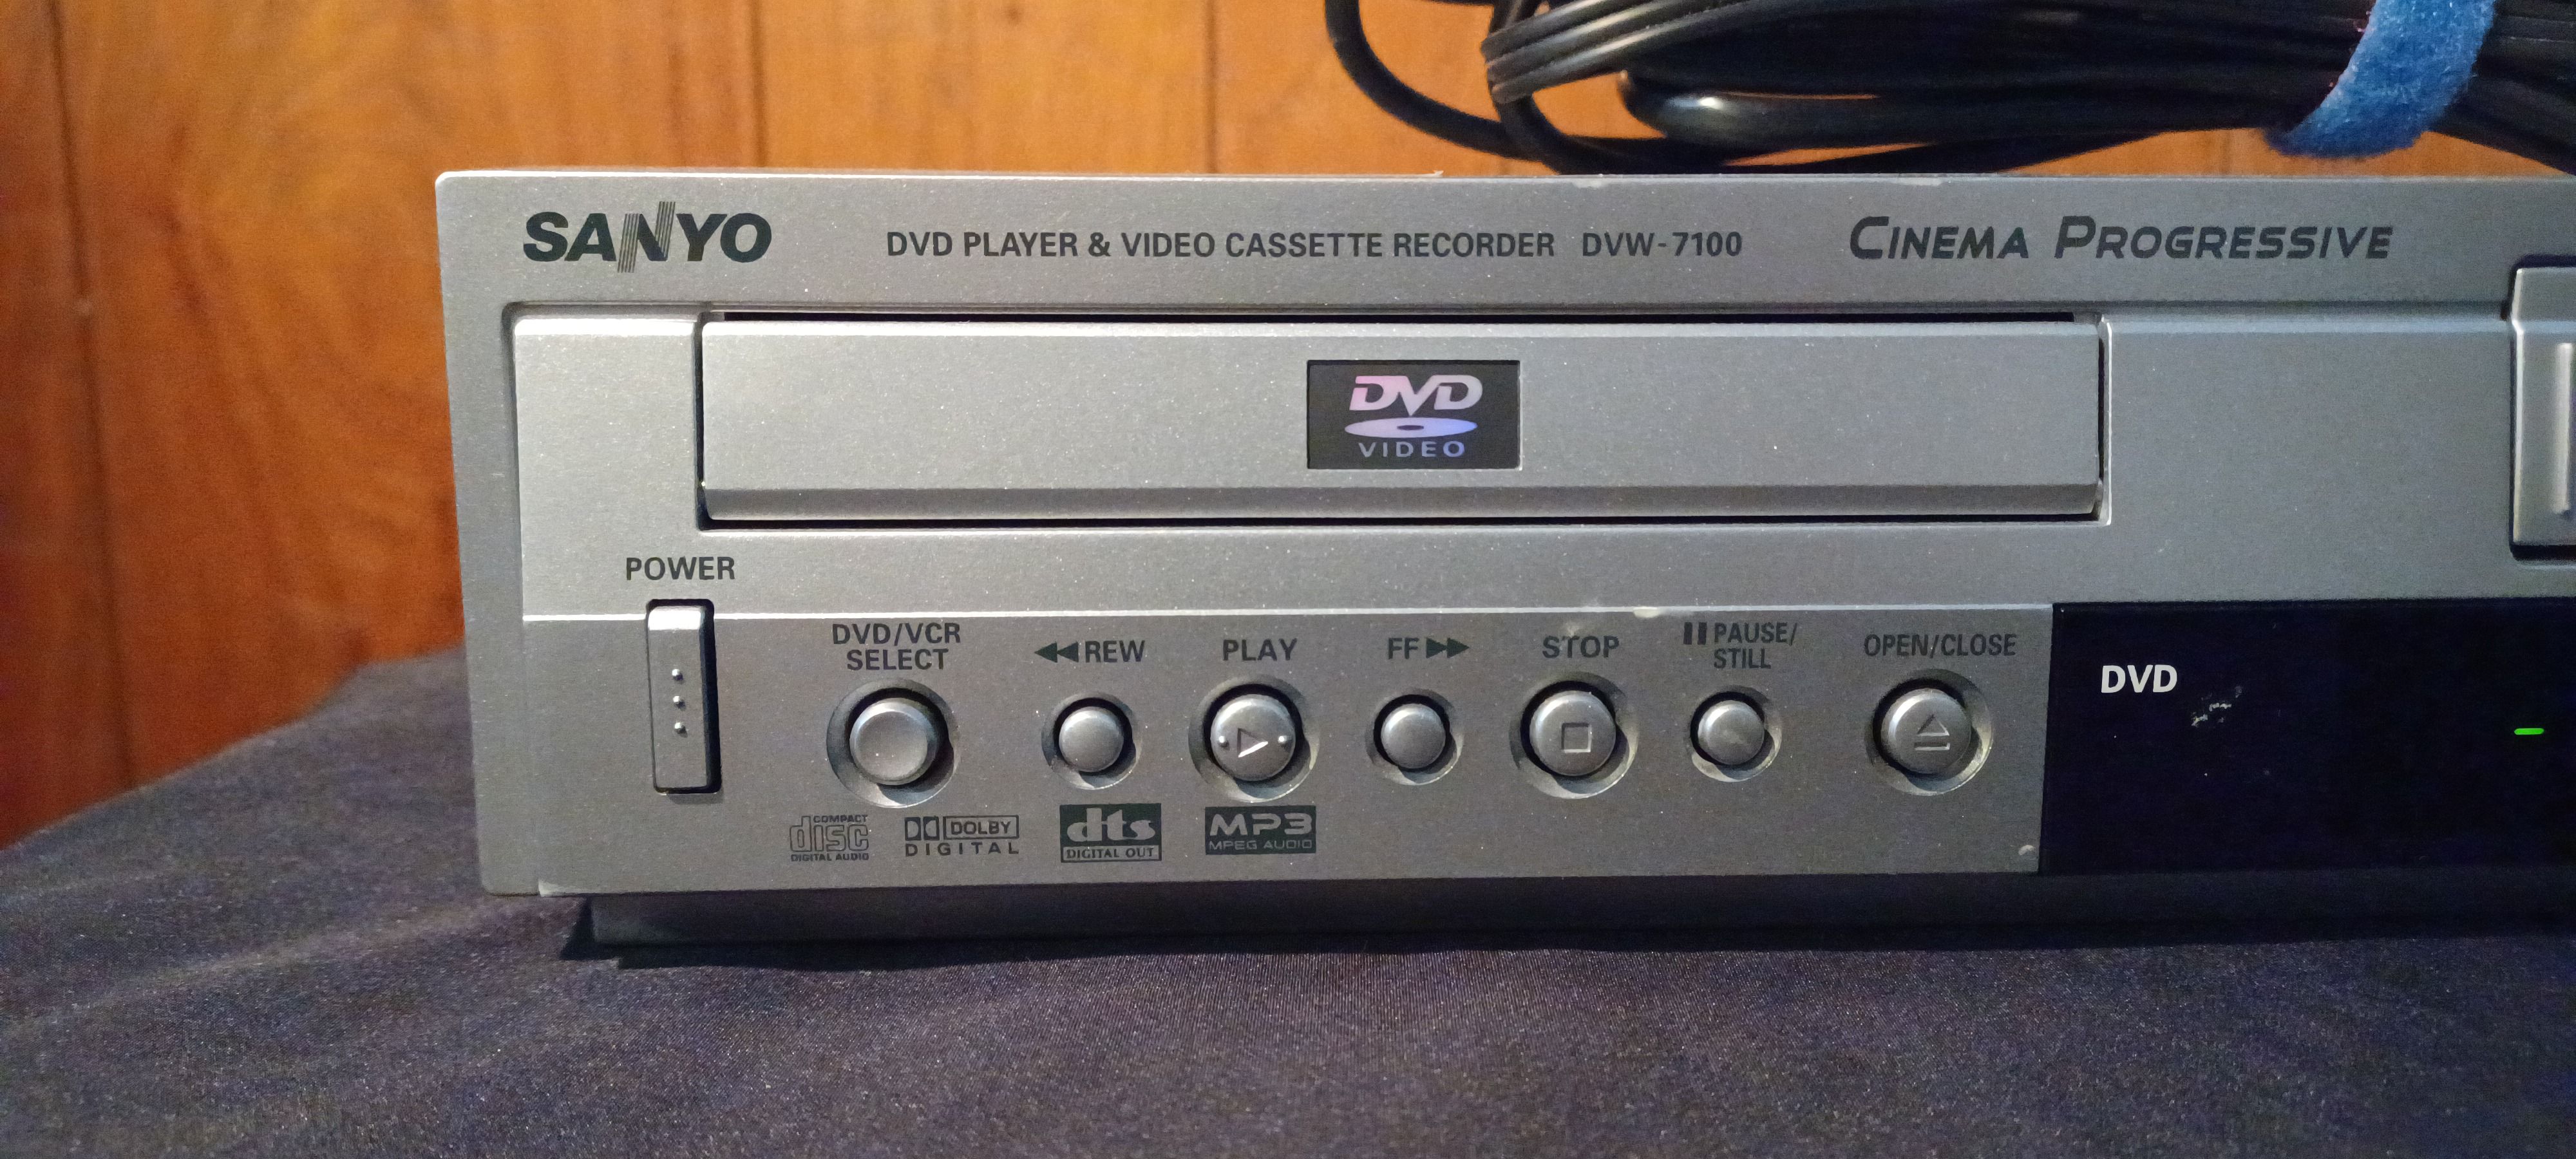 SANYO
DVD PLAYER & VIDEO CASSETTE RECORDER DVW-7100
CINEMA PROGRESSIVE
DVD
VIDEO
POWER
DVD/VCR
SELECT
◀◀ REW
PLAY
FF ▶▶
STOP
PAUSE/
STILL
OPEN/CLOSE
DVD
COMPACT
disc
DIGITAL AUDIO
DOLBY
DIGITAL
dts
DIGITAL OUT
MP3
MPEG AUDIO